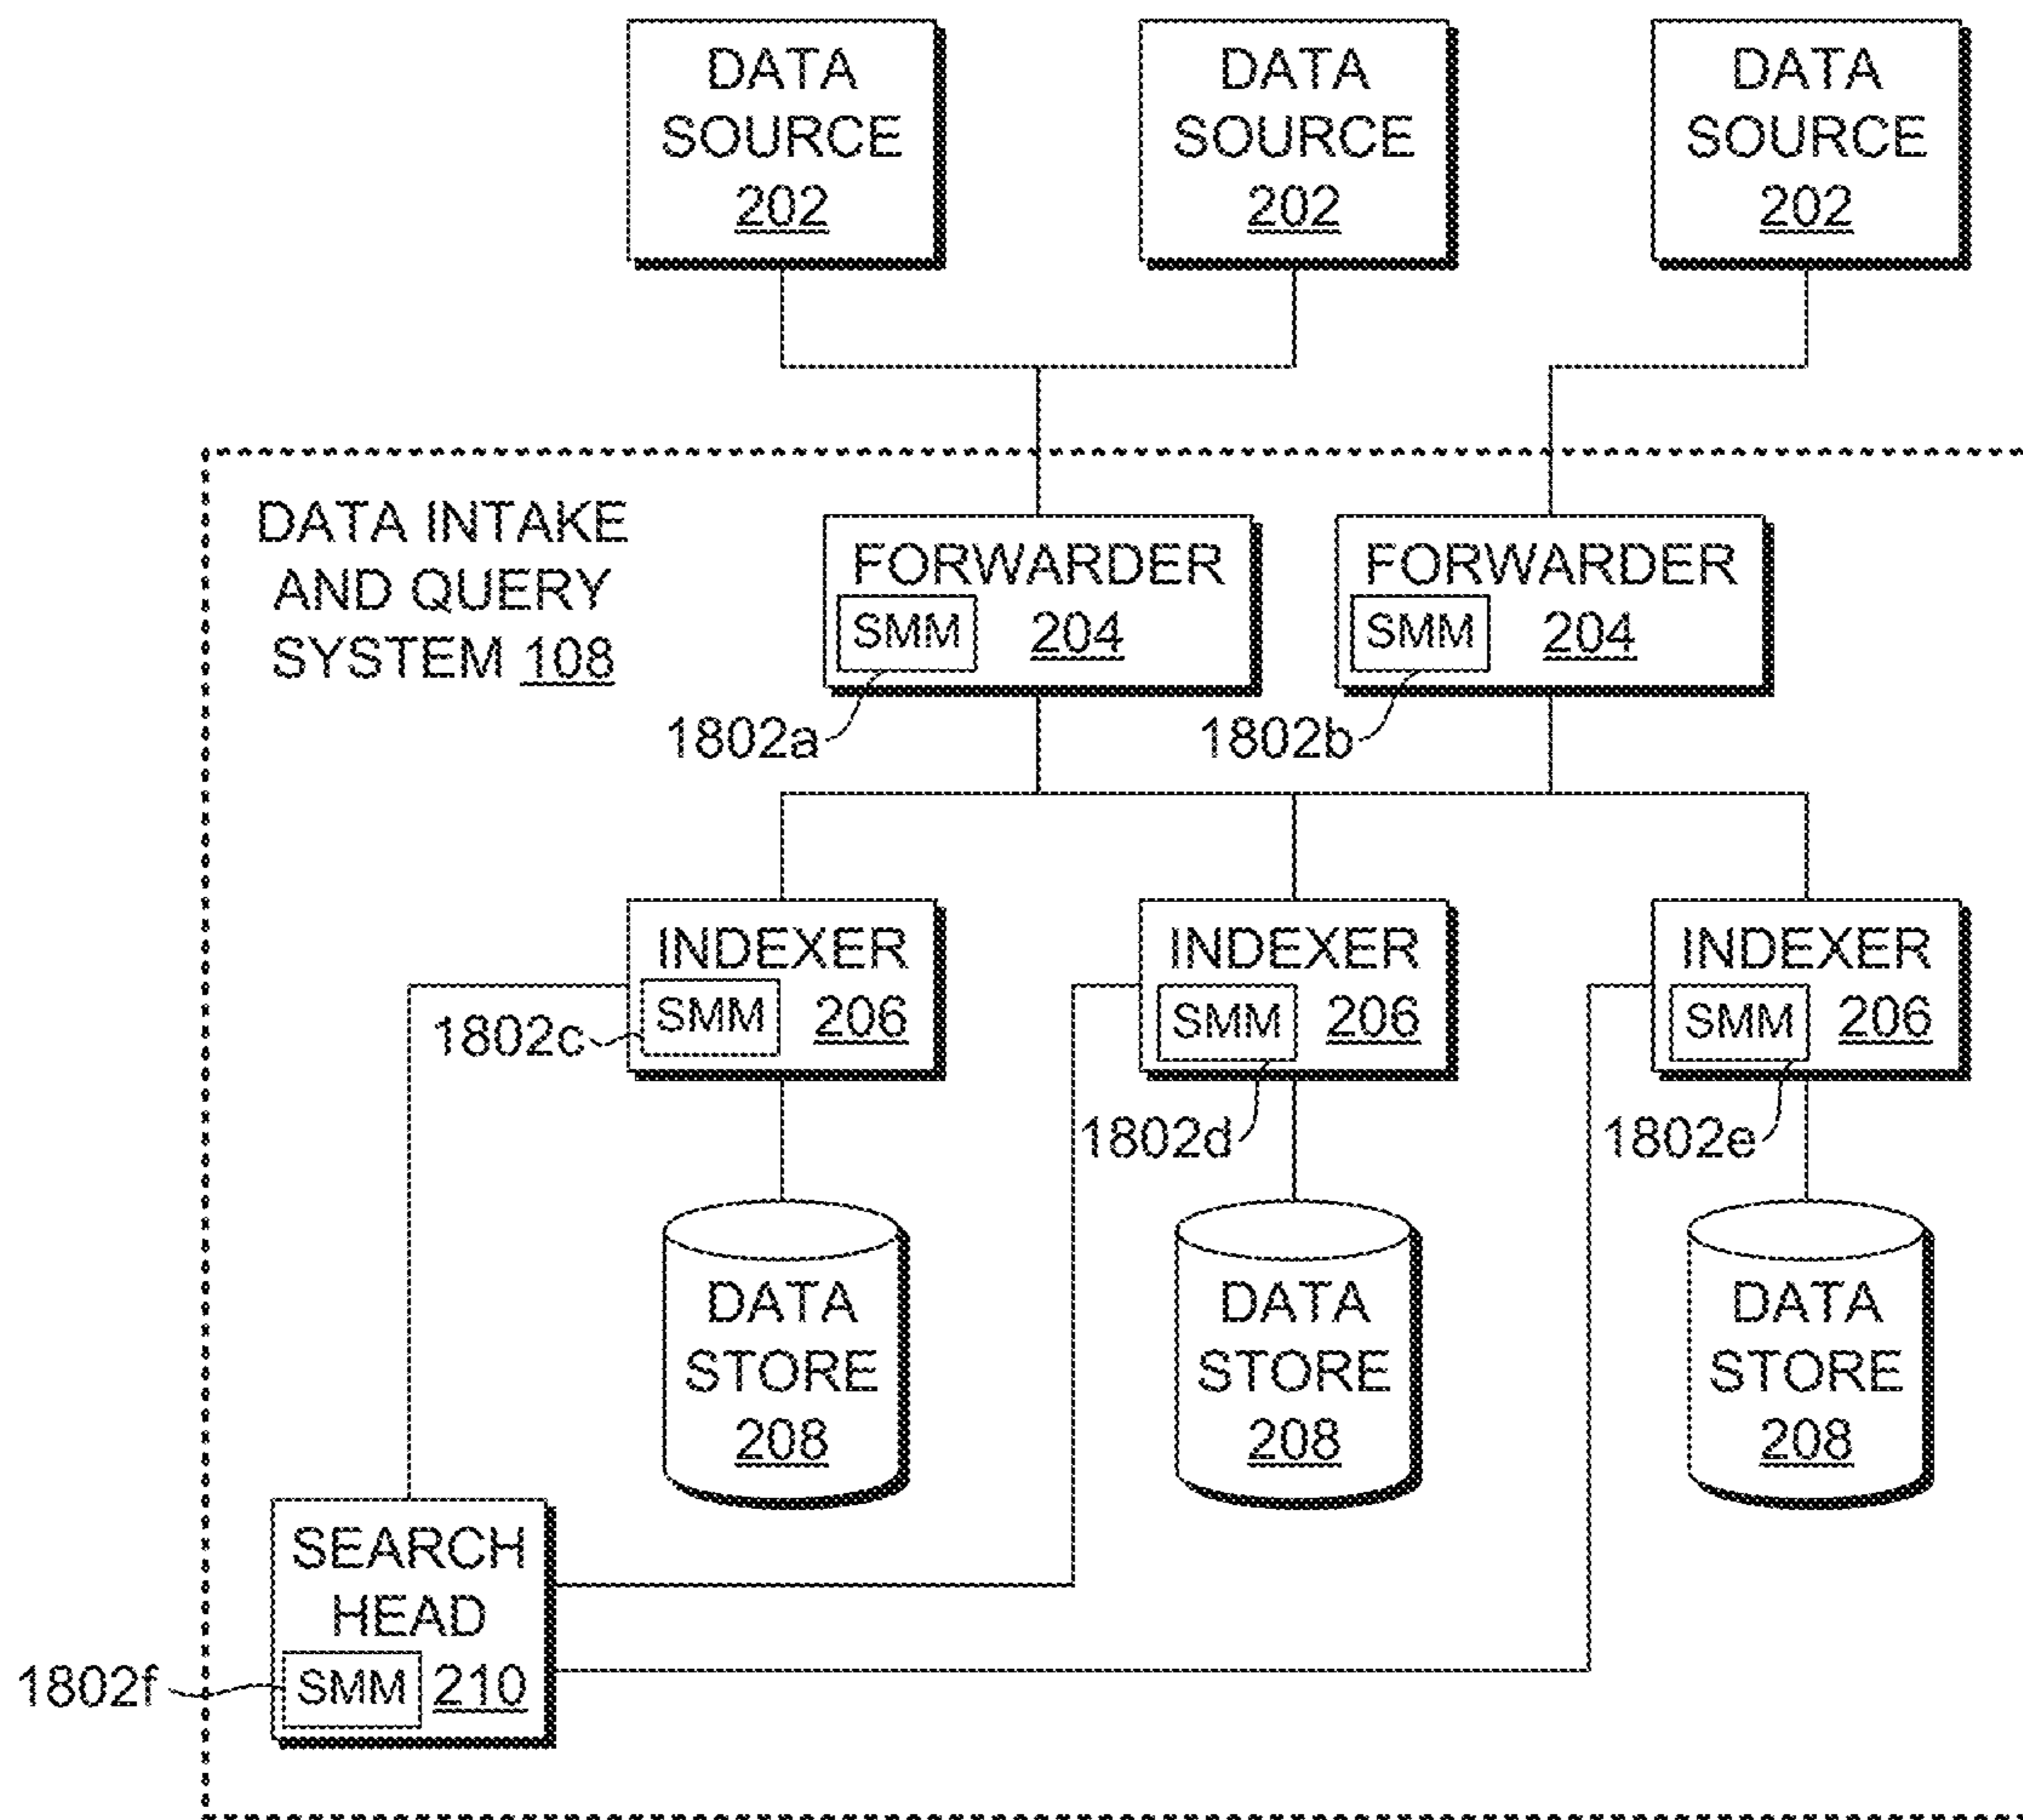 DATA
SOURCE
202
DATA
SOURCE
202
DATA
SOURCE
202
DATA INTAKE
AND QUERY
SYSTEM 108
FORWARDER
SMM 204
1802a
FORWARDER
SMM 204
1802b
INDEXER
SMM 206
1802c
INDEXER
SMM 206
1802d
INDEXER
SMM 206
1802e
DATA
STORE
208
DATA
STORE
208
DATA
STORE
208
SEARCH
HEAD
SMM 210
1802f